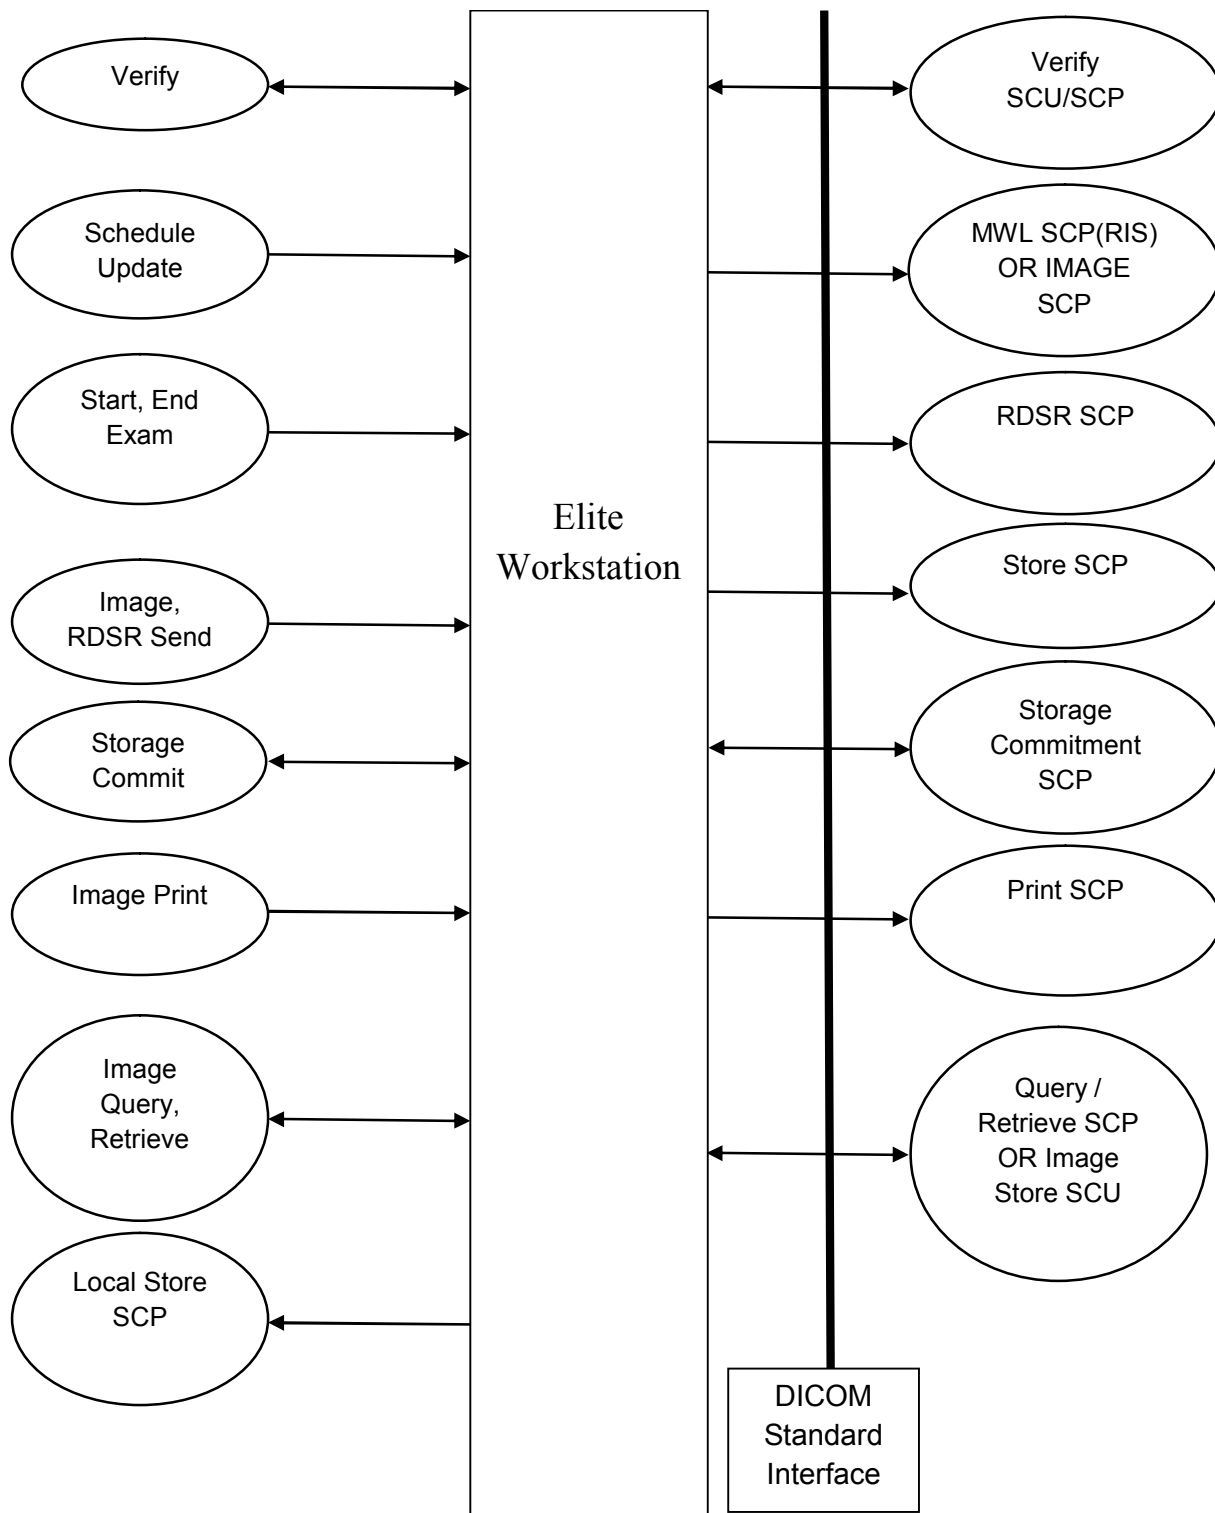 Verify
Schedule
Update
Start, End
Exam
Image,
RDSR Send
Storage
Commit
Image Print
Image
Query,
Retrieve
Local Store
SCP
Elite
Workstation
Verify
SCU/SCP
MWL SCP(RIS)
OR IMAGE
SCP
RDSR SCP
Store SCP
Storage
Commitment
SCP
Print SCP
Query /
Retrieve SCP
OR Image
Store SCU
DICOM
Standard
Interface